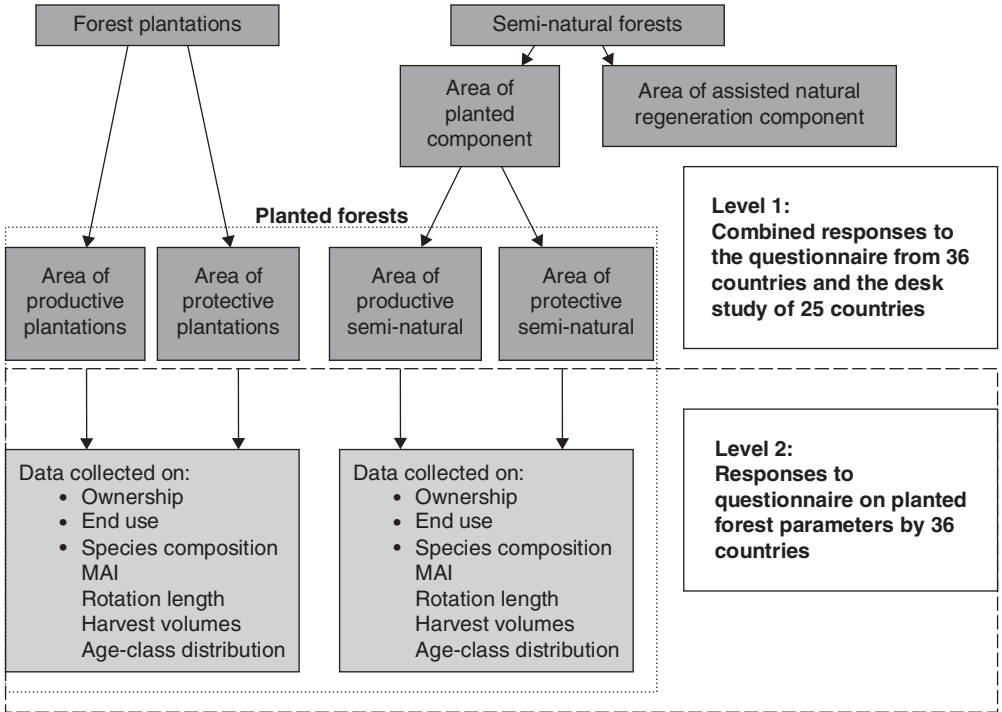 Forest plantations
Semi-natural forests
Area of
planted
component
Area of assisted natural
regeneration component
Planted forests
Area of
productive
plantations
Area of
protective
plantations
Area of
productive
semi-natural
Area of
protective
semi-natural
Level 1:
Combined responses to
the questionnaire from 36
countries and the desk
study of 25 countries
Data collected on:
• Ownership
• End use
• Species composition
MAI
Rotation length
Harvest volumes
Age-class distribution
Data collected on:
• Ownership
• End use
• Species composition
MAI
Rotation length
Harvest volumes
Age-class distribution
Level 2:
Responses to
questionnaire on planted
forest parameters by 36
countries